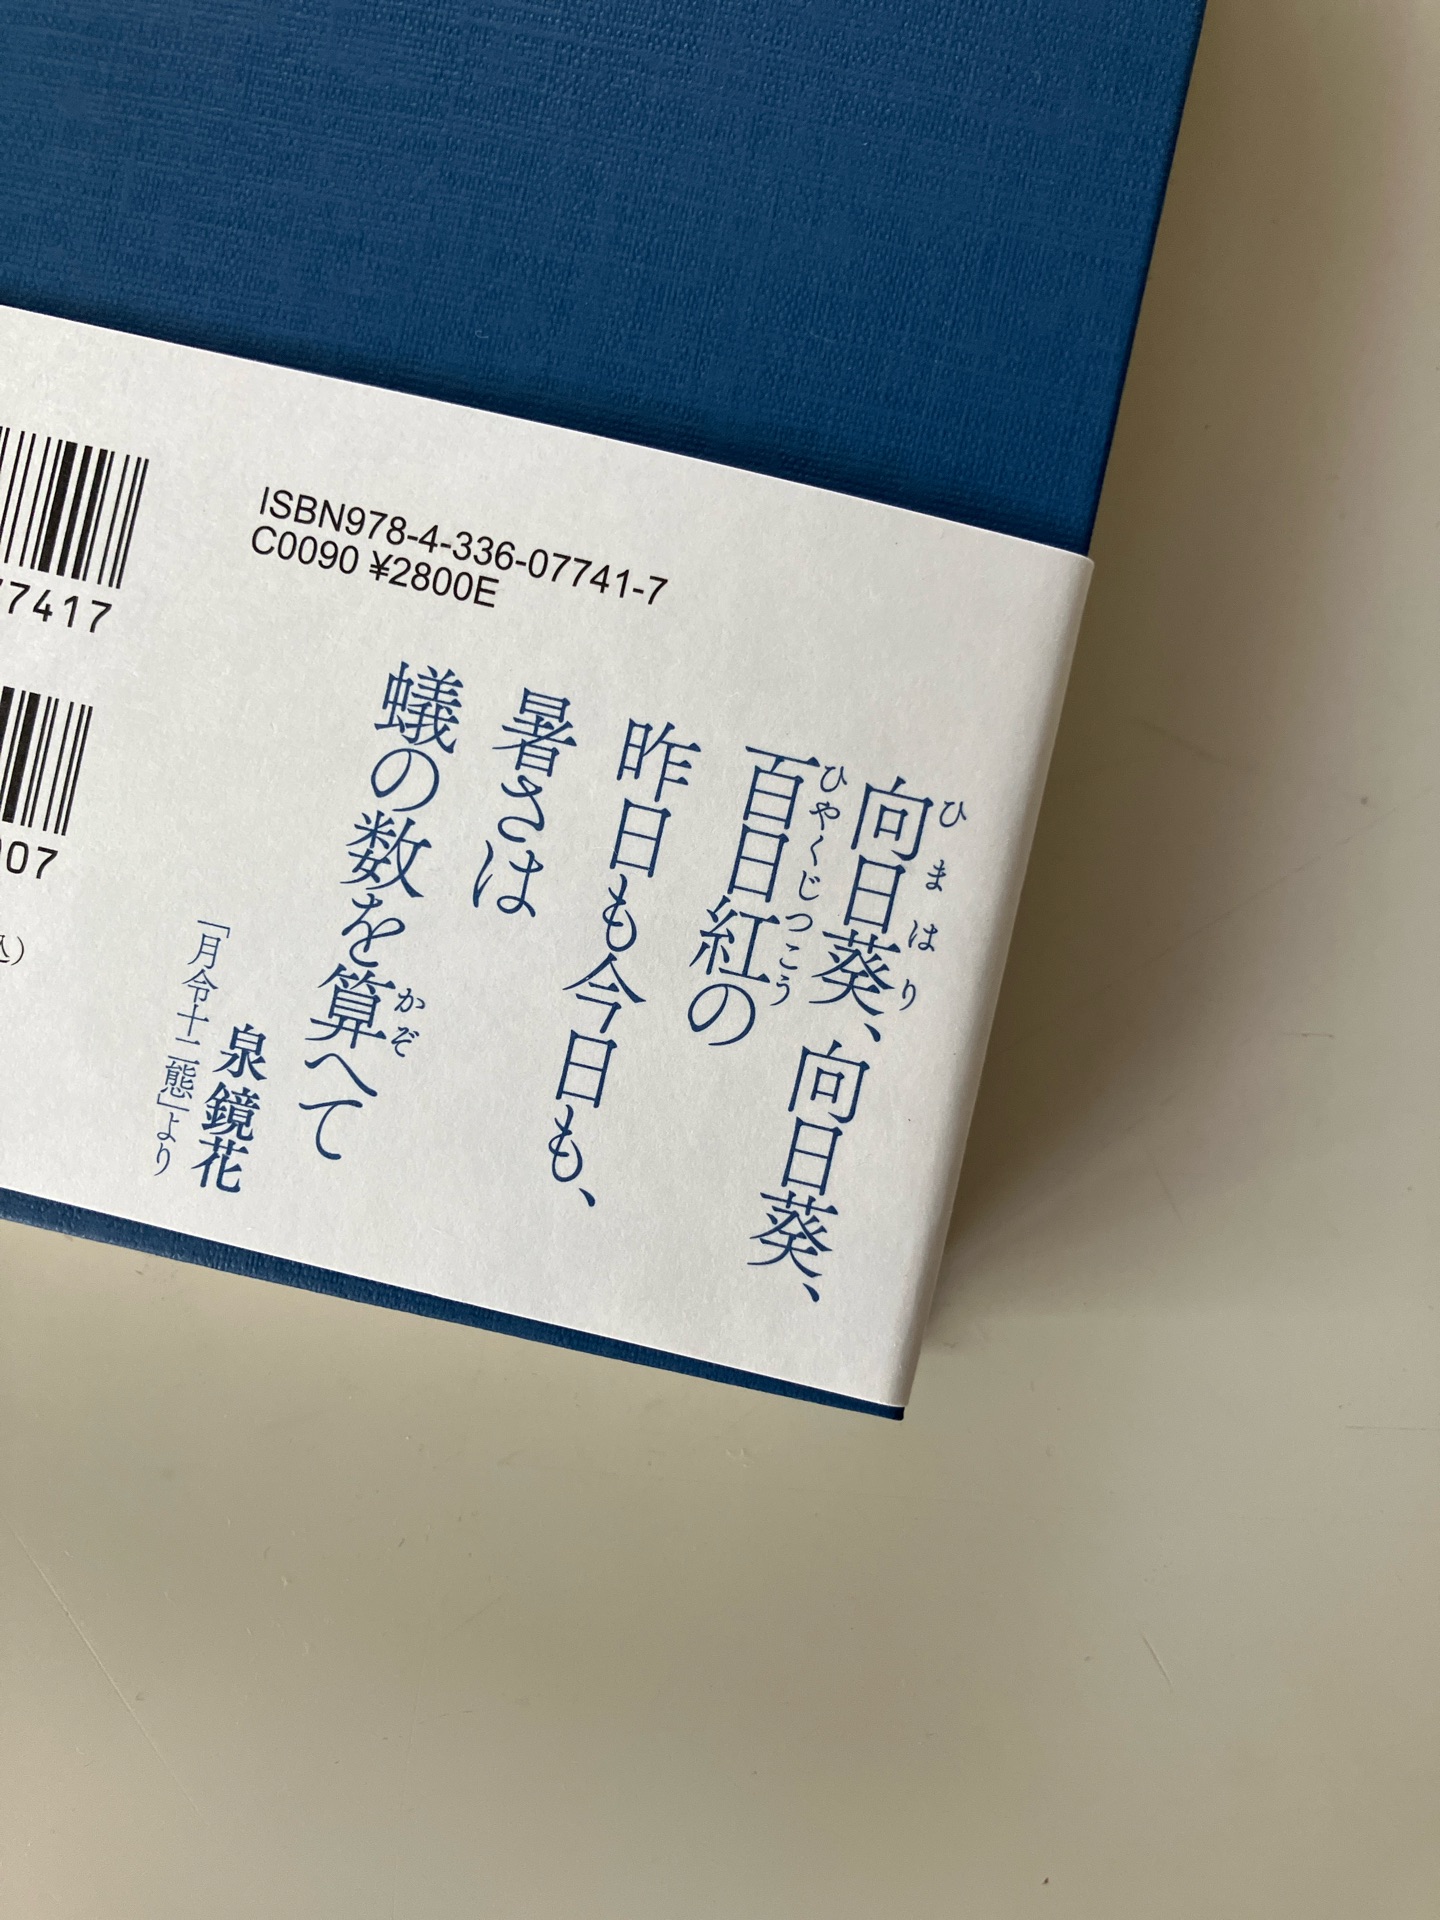 ISBN978-4-336-07741-7
C0090 ¥2800E
向日葵、向日葵、
ひまはり
百日紅の
ひやくじつこう
昨日も今日も、
暑さは
蟻の数を算へて
かぞ
泉鏡花
「月令十二態」より
7417
07
込）